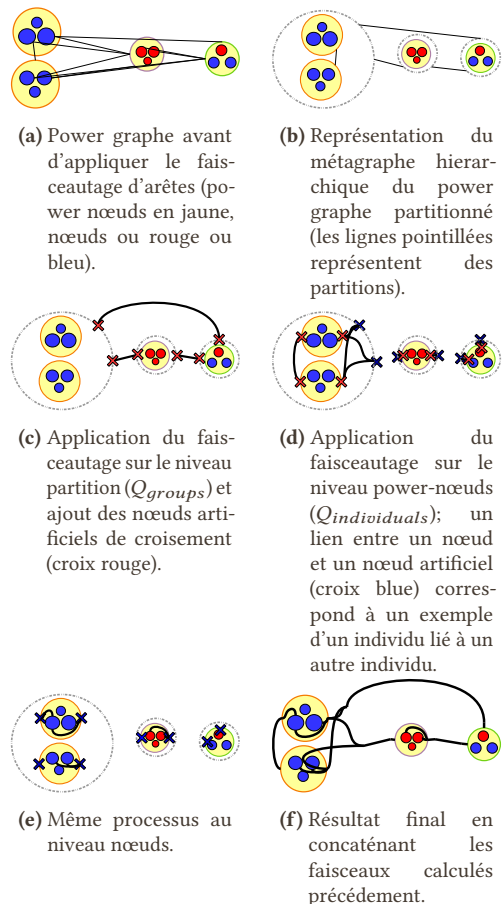 (a) Power graphe avant
d'appliquer le fais-
ceautage d'arêtes (po-
wer nœuds en jaune,
nœuds ou rouge ou
bleu).
(b) Représentation du
métagraphe hierar-
chique du power
graphe partitionné
(les lignes pointillées
représentent des
partitions).
(c) Application du fais-
ceautage sur le niveau
partition (Qgroups) et
ajout des nœuds arti-
ficiels de croisement
(croix rouge).
(d) Application du
faisceautage sur le
niveau power-nœuds
(Qindividuals); un
lien entre un nœud
et un nœud artificiel
(croix blue) corres-
pond à un exemple
d'un individu lié à un
autre individu.
(e) Même processus au
niveau nœuds.
(f) Résultat final en
concaténant les
faisceaux calculés
précédement.